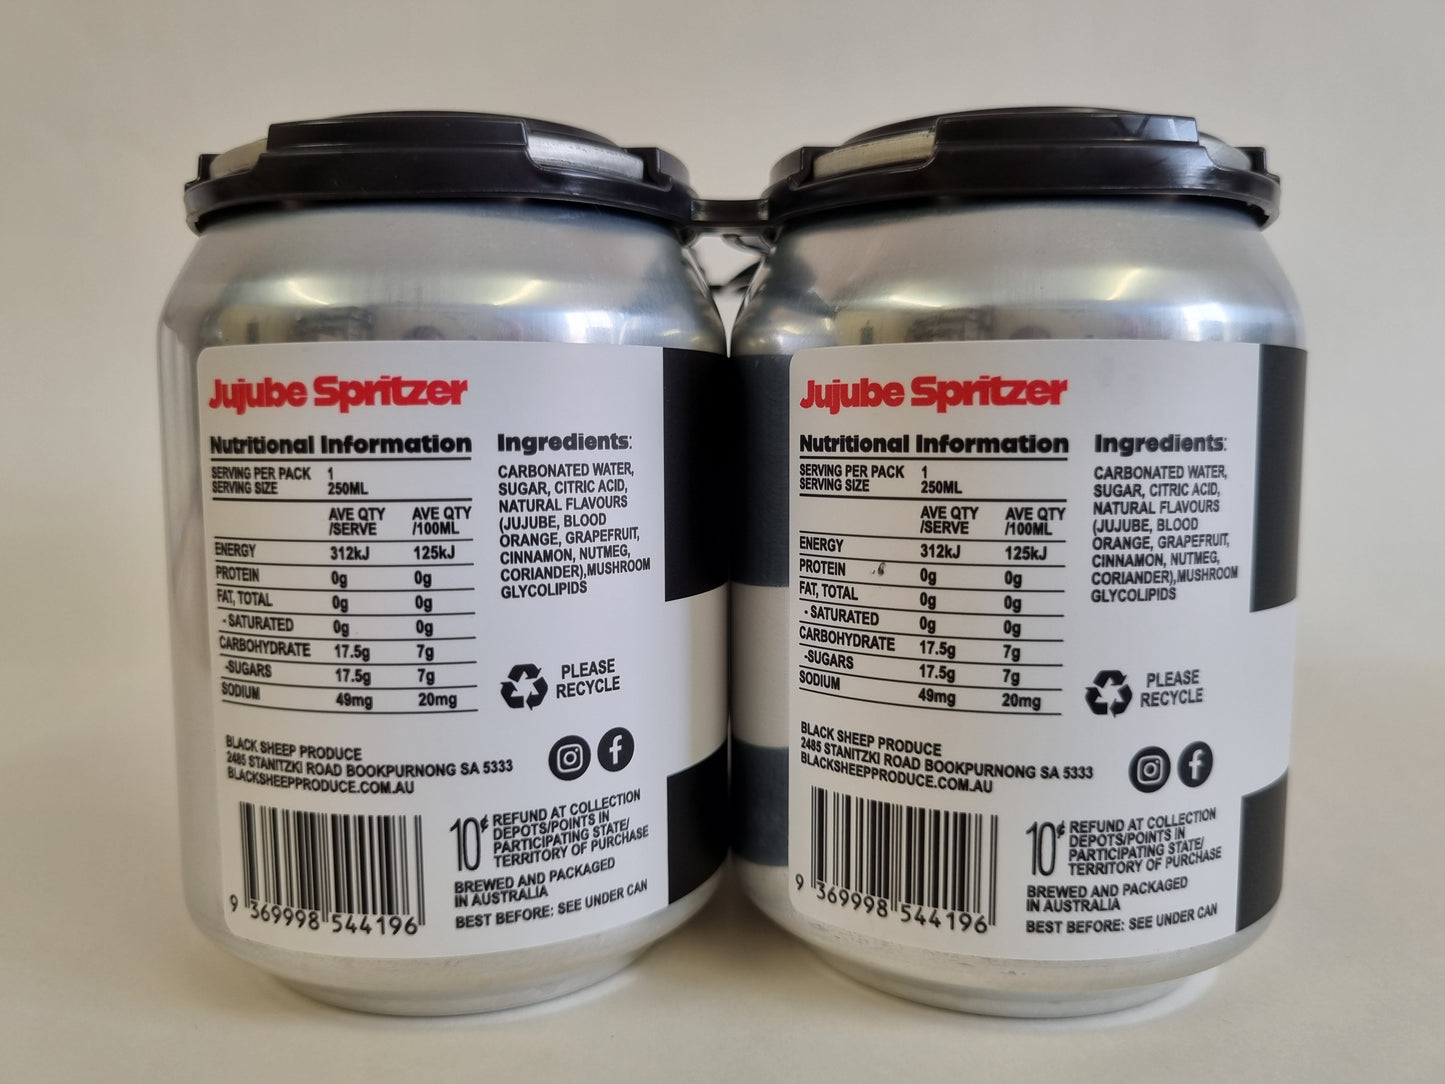 Jujube Spritzer
Nutritional Information
SERVING PER PACK 1
SERVING SIZE 250ML
AVE QTY AVE QTY
/SERVE /100ML
ENERGY 312kJ 125kJ
PROTEIN 0g 0g
FAT, TOTAL 0g 0g
- SATURATED 0g 0g
CARBOHYDRATE 17.5g 7g
-SUGARS 17.5g 7g
SODIUM 49mg 20mg
Ingredients:
CARBONATED WATER,
SUGAR, CITRIC ACID,
NATURAL FLAVOURS
(JUJUBE, BLOOD
ORANGE, GRAPEFRUIT,
CINNAMON, NUTMEG,
CORIANDER),MUSHROOM
GLYCOLIPIDS
PLEASE
RECYCLE
BLACK SHEEP PRODUCE
2485 STANITZKI ROAD BOOKPURNONG SA 5333
BLACKSHEEPPRODUCE.COM.AU
9 369998 544196
10¢ REFUND AT COLLECTION
DEPOTS/POINTS IN
PARTICIPATING STATE/
TERRITORY OF PURCHASE
BREWED AND PACKAGED
IN AUSTRALIA
BEST BEFORE: SEE UNDER CAN
Jujube Spritzer
Nutritional Information
SERVING PER PACK 1
SERVING SIZE 250ML
AVE QTY AVE QTY
/SERVE /100ML
ENERGY 312kJ 125kJ
PROTEIN 0g 0g
FAT, TOTAL 0g 0g
- SATURATED 0g 0g
CARBOHYDRATE 17.5g 7g
-SUGARS 17.5g 7g
SODIUM 49mg 20mg
Ingredients:
CARBONATED WATER,
SUGAR, CITRIC ACID,
NATURAL FLAVOURS
(JUJUBE, BLOOD
ORANGE, GRAPEFRUIT,
CINNAMON, NUTMEG,
CORIANDER),MUSHROOM
GLYCOLIPIDS
PLEASE
RECYCLE
BLACK SHEEP PRODUCE
2485 STANITZKI ROAD BOOKPURNONG SA 5333
BLACKSHEEPPRODUCE.COM.AU
9 369998 544196
10¢ REFUND AT COLLECTION
DEPOTS/POINTS IN
PARTICIPATING STATE/
TERRITORY OF PURCHASE
BREWED AND PACKAGED
IN AUSTRALIA
BEST BEFORE: SEE UNDER CAN